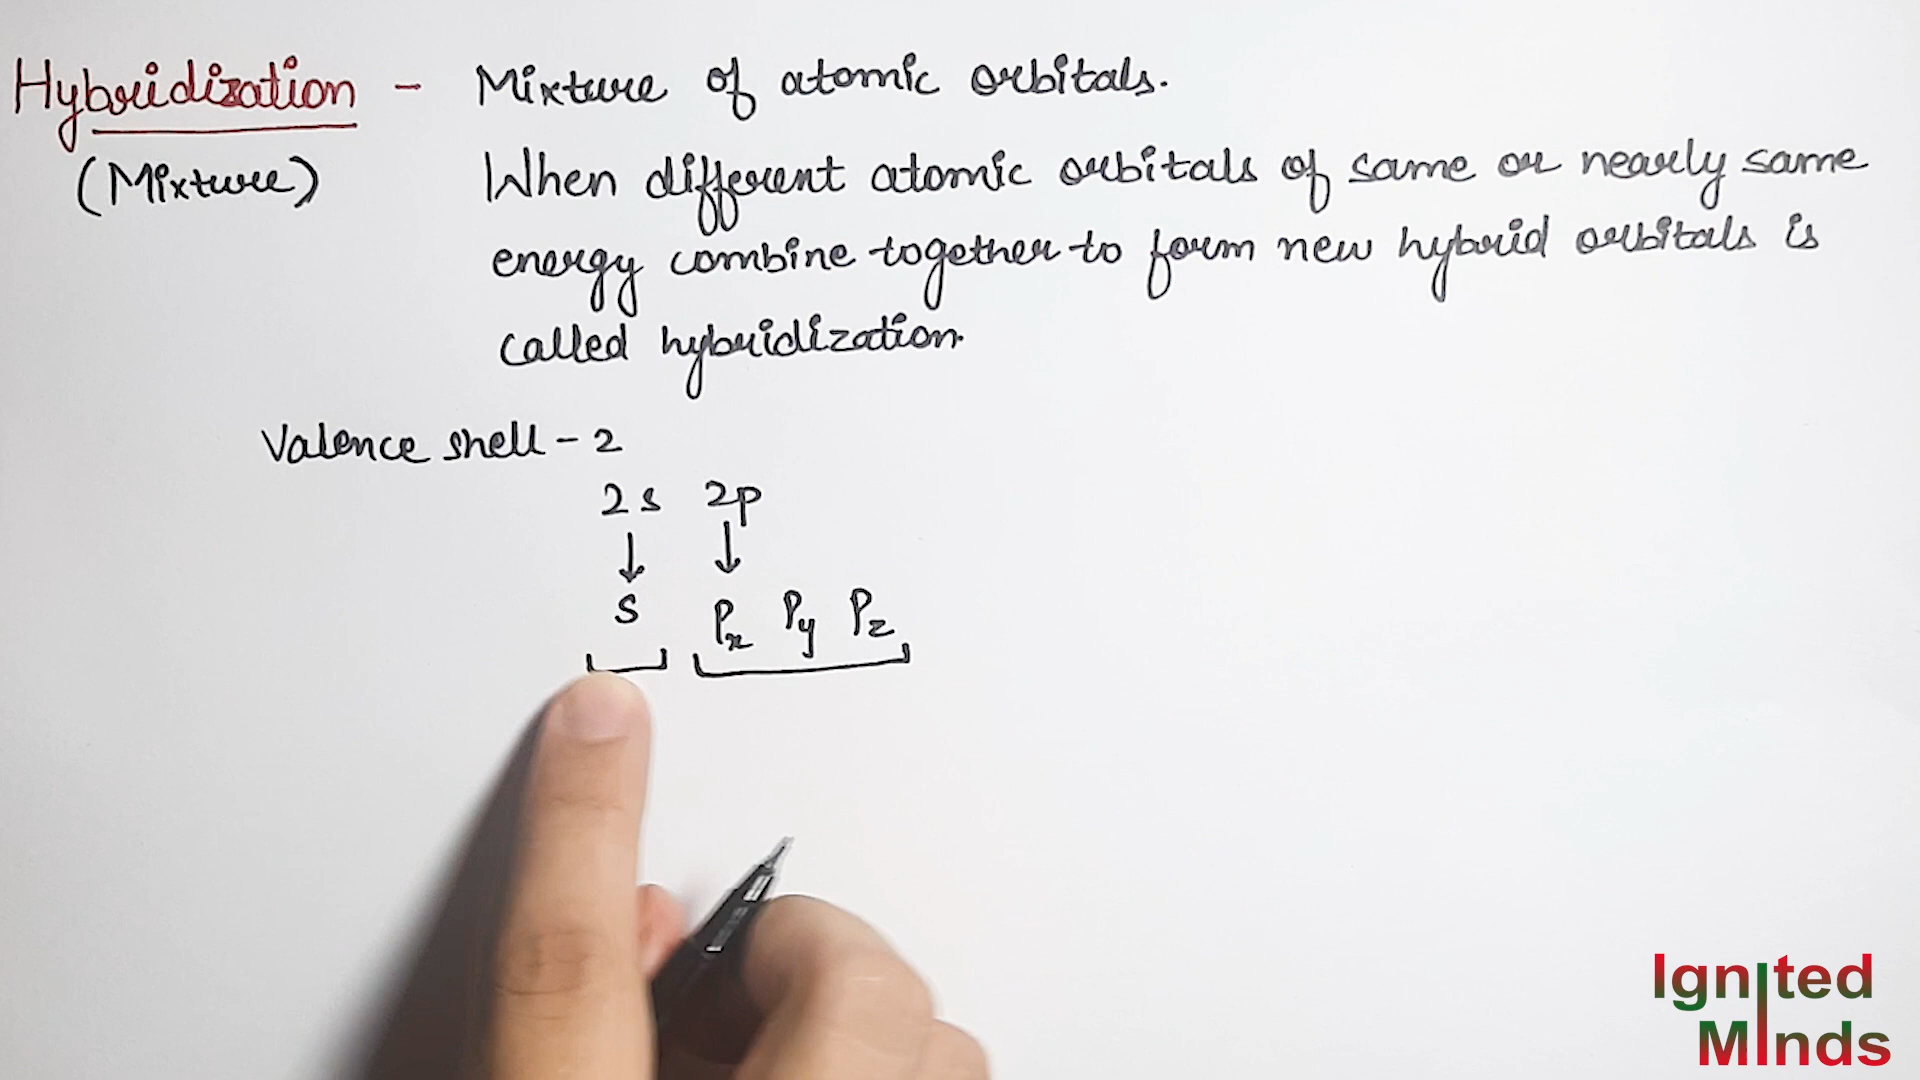 Hybridization - Mixture of atomic orbitals.
(Mixture)
When different atomic orbitals of same or nearly same
energy combine together to form new hybrid orbitals is
called hybridization.
Valence shell - 2
2s 2p
↓ ↓
s Px Py Pz
Ignited
Minds